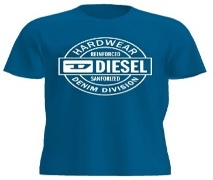 HARDWEAR
REINFORCED
D DIESEL
SANFORIZED
DENIM DIVISION